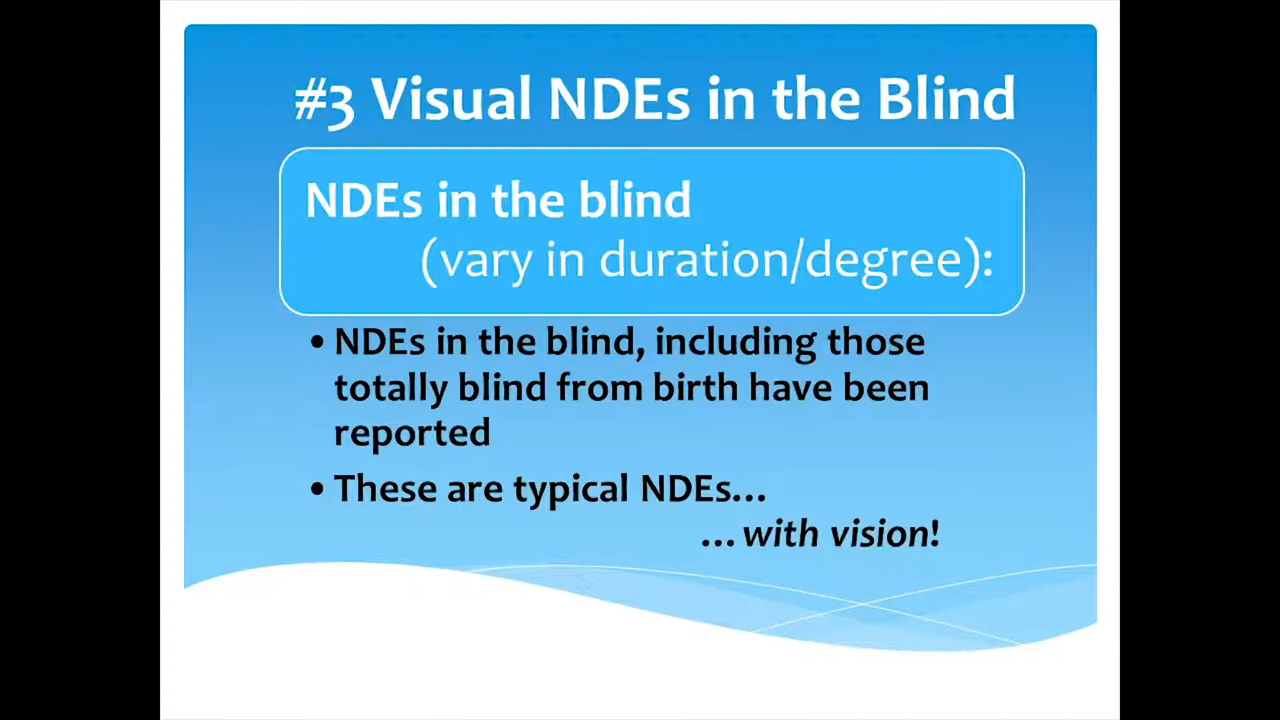 #3 Visual NDEs in the Blind
NDEs in the blind
(vary in duration/degree):
• NDEs in the blind, including those
totally blind from birth have been
reported
• These are typical NDEs...
...with vision!